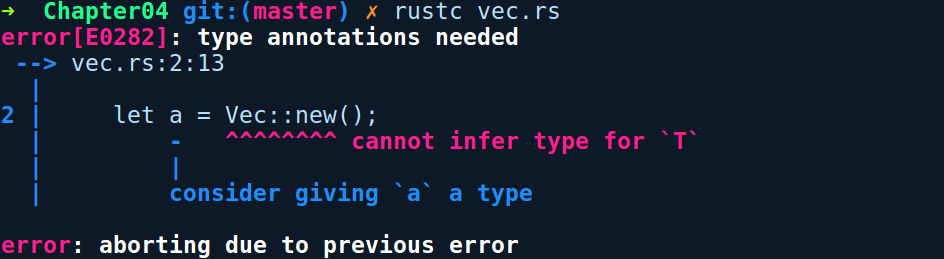 ➜  Chapter04 git:(master) ✗ rustc vec.rs
error[E0282]: type annotations needed
 --> vec.rs:2:13
  |
2 |     let a = Vec::new();
  |         -   ^^^^^^^^ cannot infer type for `T`
  |         |
  |         consider giving `a` a type

error: aborting due to previous error